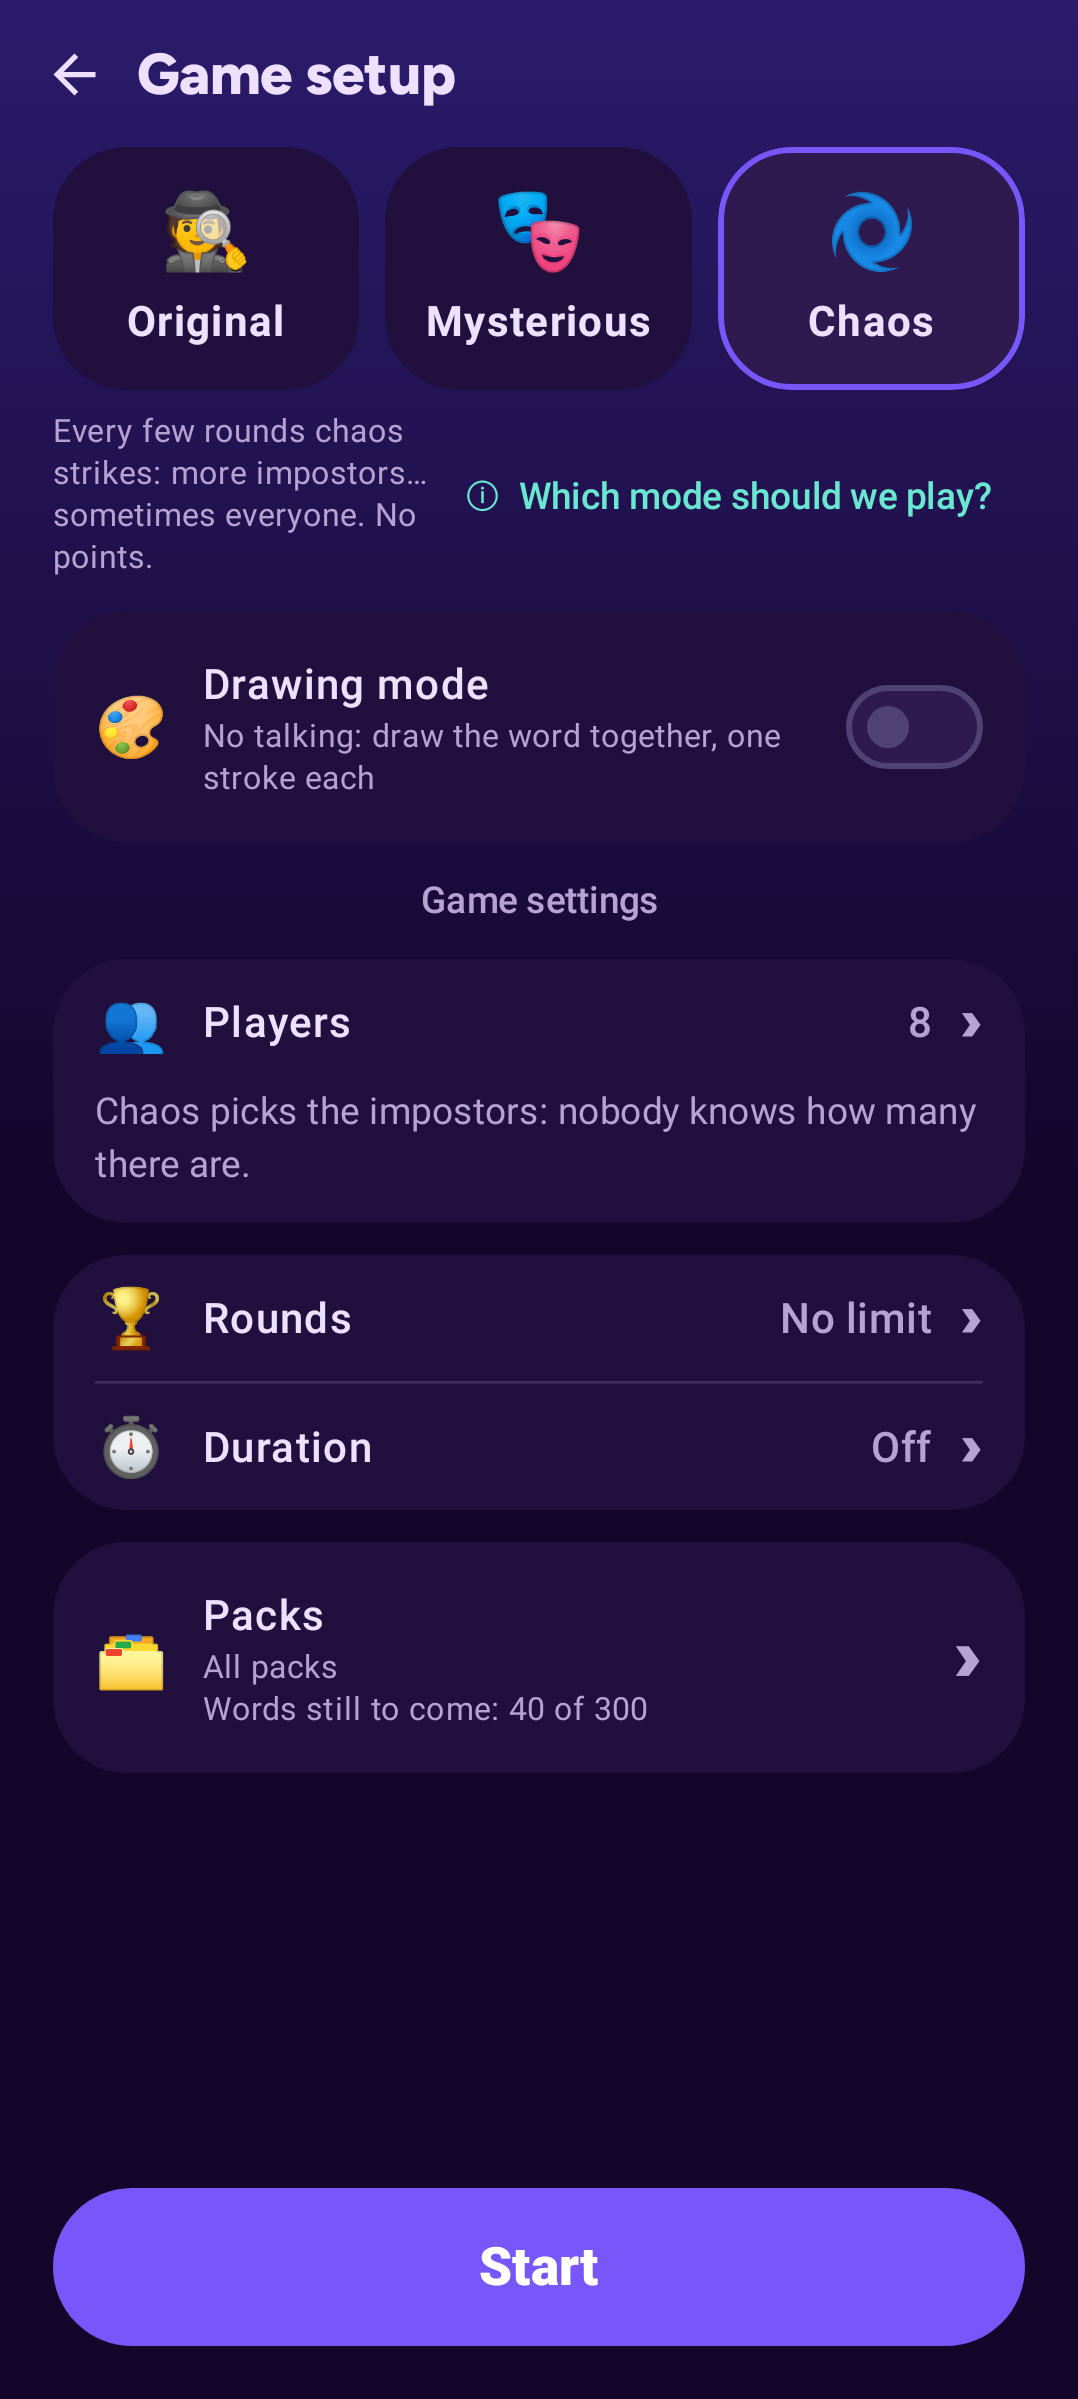 Game setup
Original
Mysterious
Chaos
Every few rounds chaos
strikes: more impostors…
sometimes everyone. No
points.
Which mode should we play?
Drawing mode
No talking: draw the word together, one
stroke each
Game settings
Players
8
Chaos picks the impostors: nobody knows how many
there are.
Rounds
No limit
Duration
Off
Packs
All packs
Words still to come: 40 of 300
Start